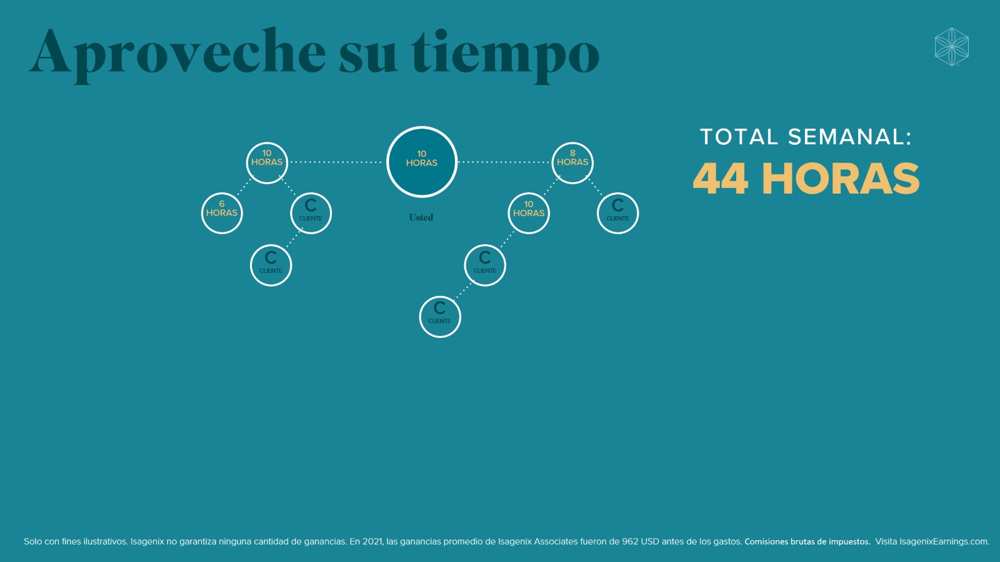 Aproveche su tiempo
TOTAL SEMANAL:
44 HORAS
10
HORAS
10
HORAS
8
HORAS
6
HORAS
C
CLIENTE
Usted
10
HORAS
C
CLIENTE
C
CLIENTE
C
CLIENTE
C
CLIENTE
Solo con fines ilustrativos. Isagenix no garantiza ninguna cantidad de ganancias. En 2021, las ganancias promedio de Isagenix Associates fueron de 962 USD antes de los gastos. Comisiones brutas de impuestos. Visita IsagenixEarnings.com.